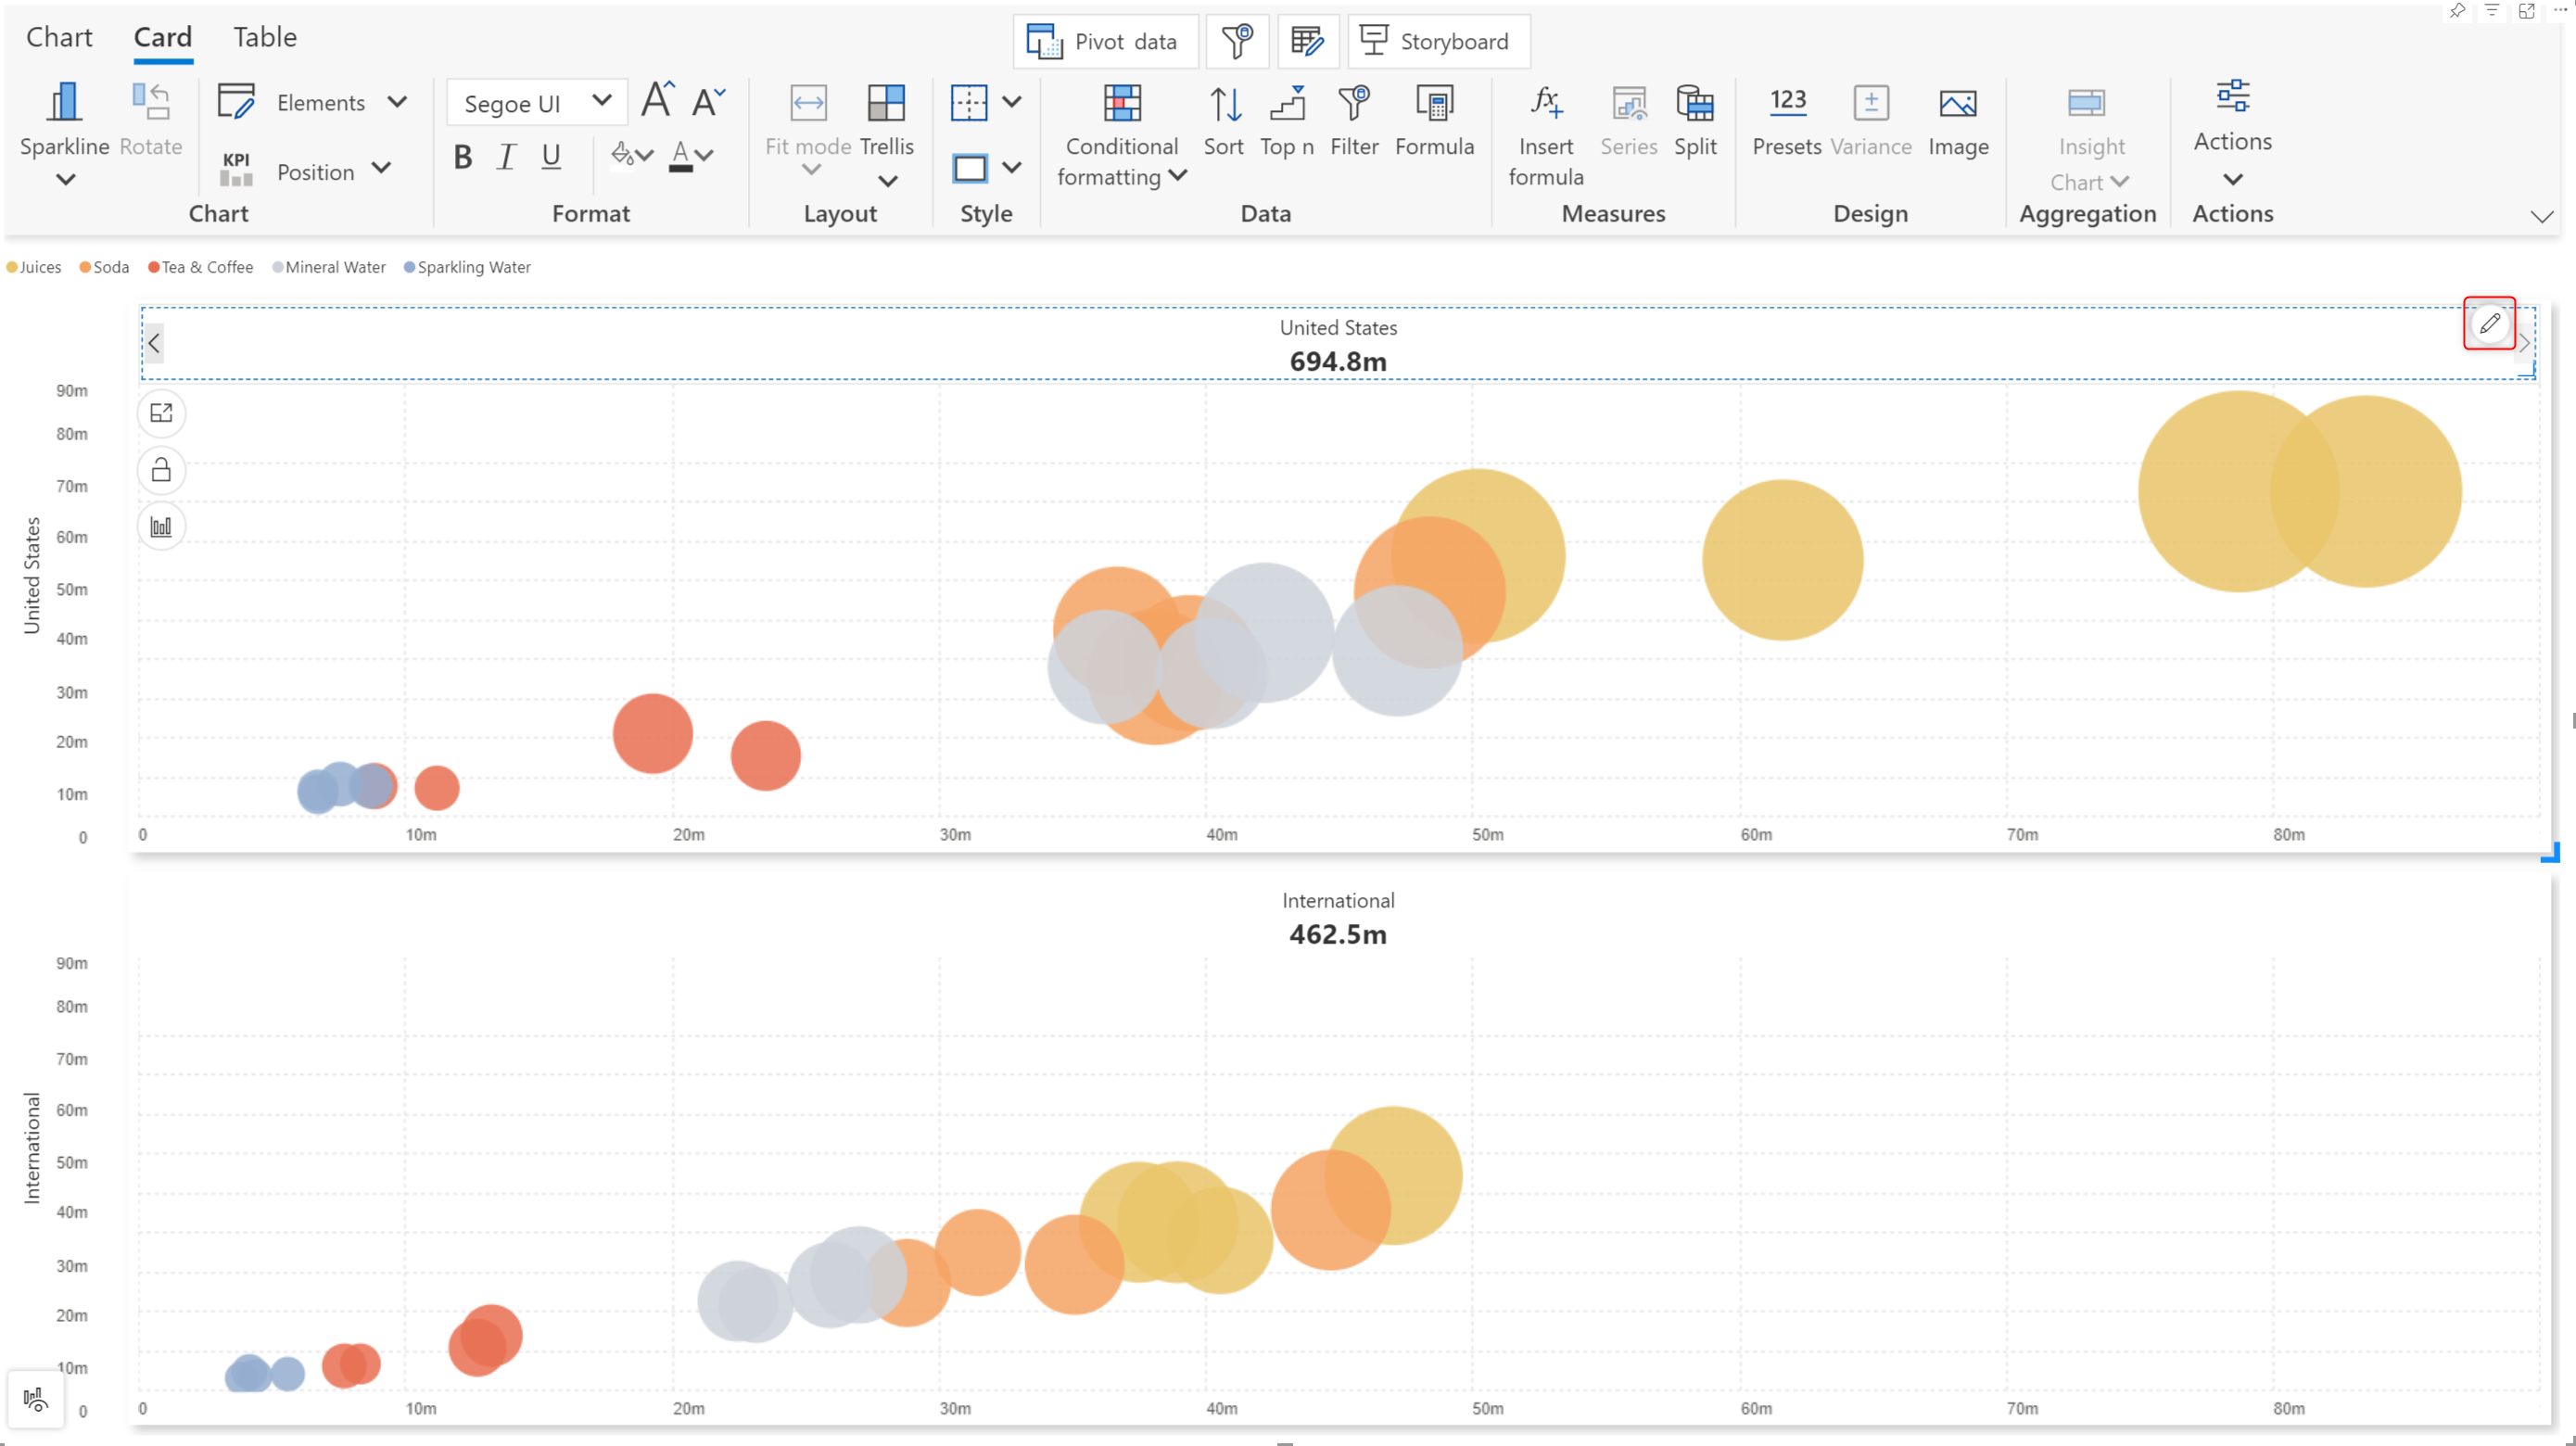 Chart Card Table
Pivot data Storyboard
Sparkline Rotate
Elements
KPI Position
Chart
Segoe UI A A
B I U A
Format
Fit mode Trellis
Layout
Style
Conditional formatting Sort Top n Filter Formula
Data
fx Insert formula Series Split
Measures
123 Presets Variance Image
Design
Insight Chart
Aggregation
Actions
Actions
Juices Soda Tea & Coffee Mineral Water Sparkling Water
United States
694.8m
United States
90m
80m
70m
60m
50m
40m
30m
20m
10m
0
0 10m 20m 30m 40m 50m 60m 70m 80m
International
462.5m
International
90m
80m
70m
60m
50m
40m
30m
20m
10m
0
0 10m 20m 30m 40m 50m 60m 70m 80m